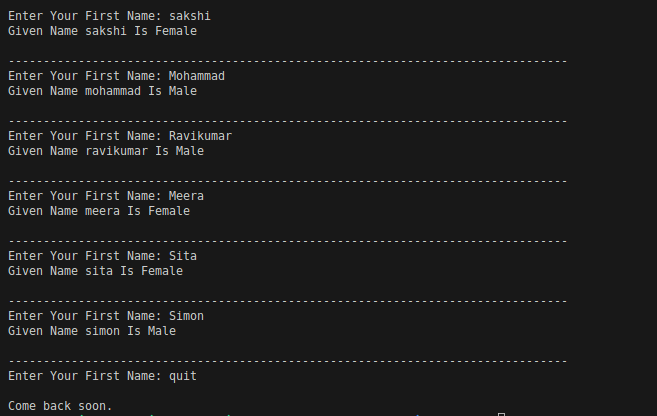 Enter Your First Name: sakshi
Given Name sakshi Is Female
--------------------------------------------------------------------------------
Enter Your First Name: Mohammad
Given Name mohammad Is Male
--------------------------------------------------------------------------------
Enter Your First Name: Ravikumar
Given Name ravikumar Is Male
--------------------------------------------------------------------------------
Enter Your First Name: Meera
Given Name meera Is Female
--------------------------------------------------------------------------------
Enter Your First Name: Sita
Given Name sita Is Female
--------------------------------------------------------------------------------
Enter Your First Name: Simon
Given Name simon Is Male
--------------------------------------------------------------------------------
Enter Your First Name: quit
Come back soon.